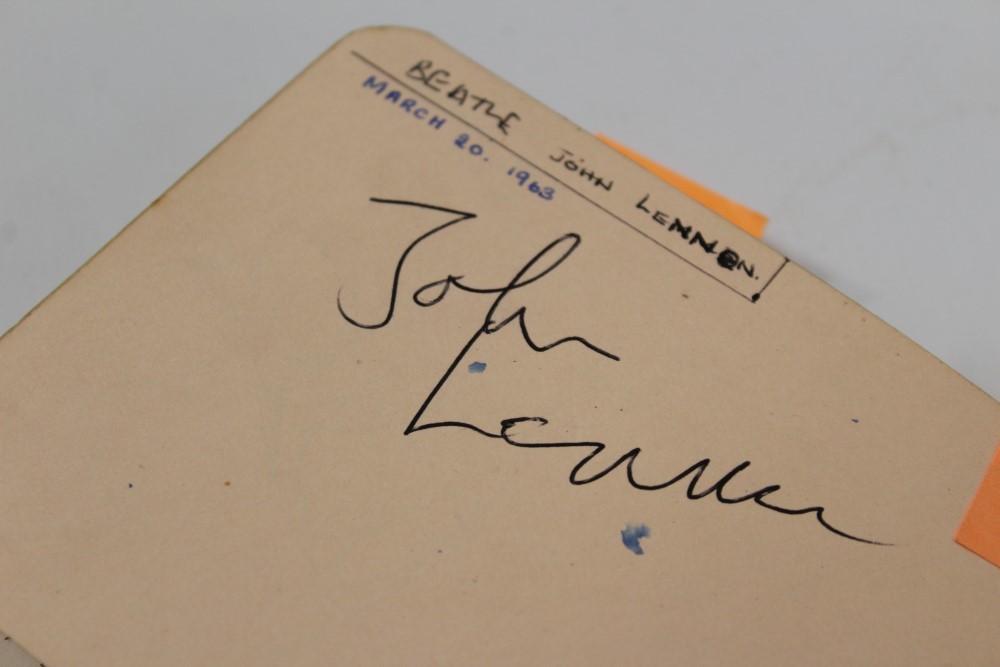 BEATLE JOHN LENNON.
MARCH 20. 1963
John
Lennon